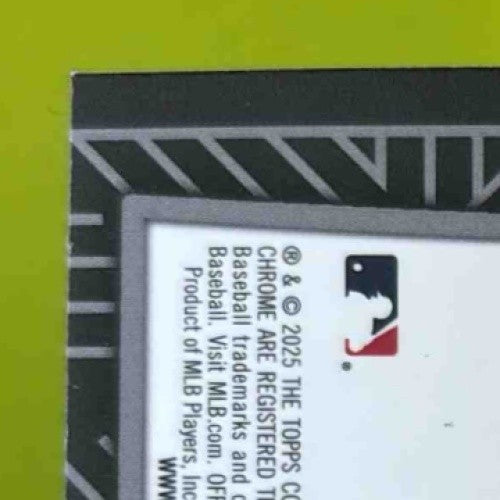 ® & © 2025 THE TOPPS CO
CHROME ARE REGISTERED T
Baseball trademarks and c
Baseball. Visit MLB.com. OFF
Product of MLB Players, Inc
WWW